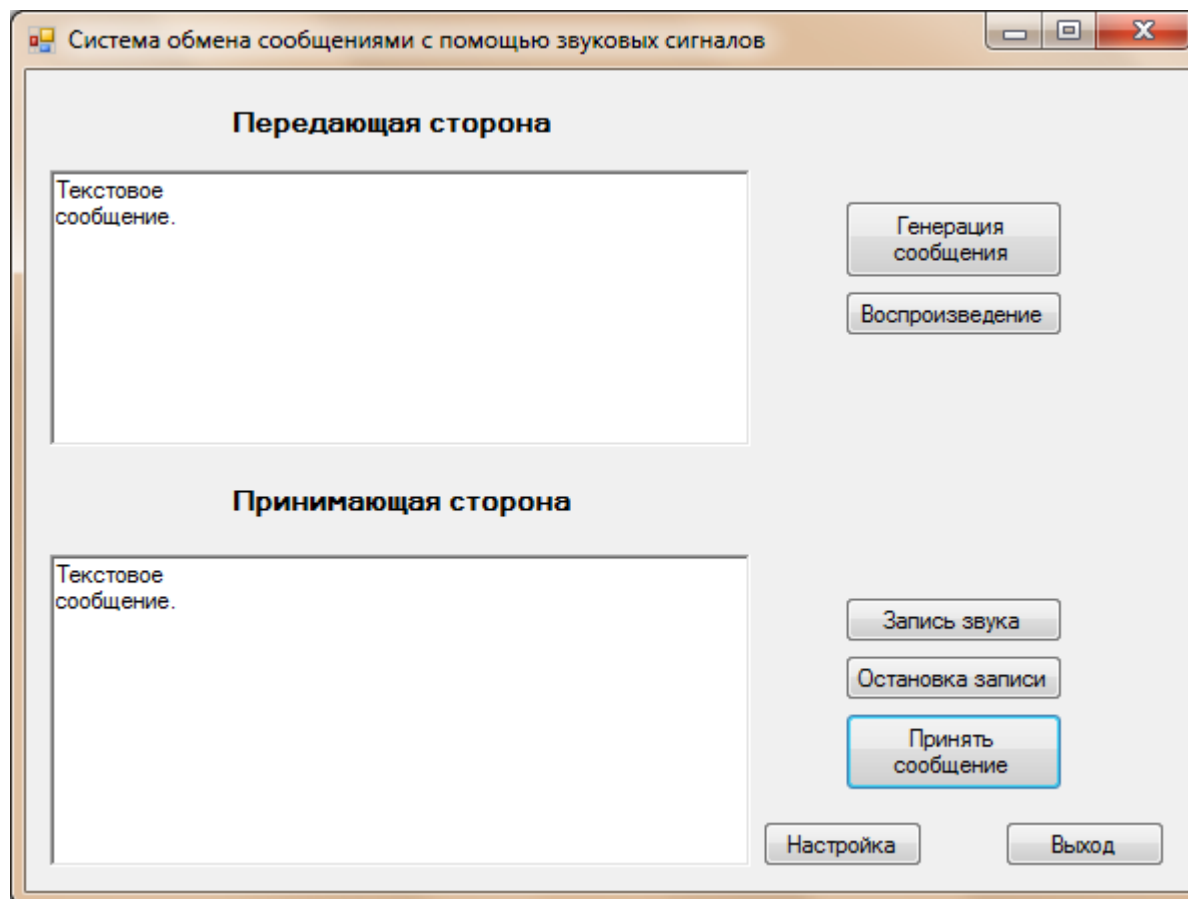 Система обмена сообщениями с помощью звуковых сигналов
Передающая сторона
Текстовое
сообщение.
Генерация
сообщения
Воспроизведение
Принимающая сторона
Текстовое
сообщение.
Запись звука
Остановка записи
Принять
сообщение
Настройка
Выход